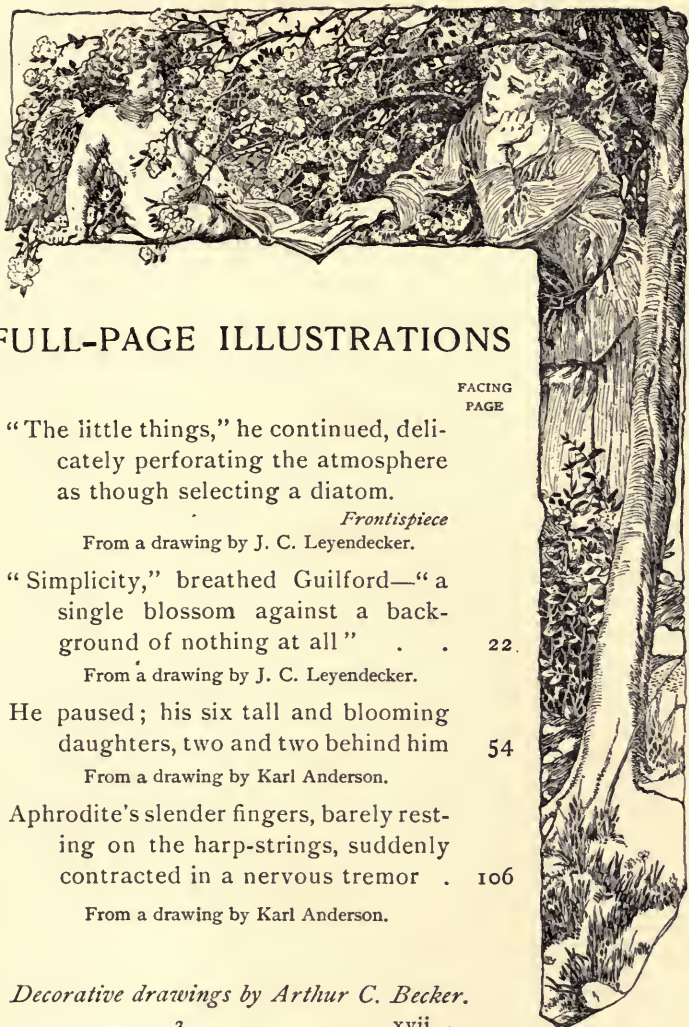 FULL-PAGE ILLUSTRATIONS
FACING
PAGE
“The little things,” he continued, deli-
cately perforating the atmosphere
as though selecting a diatom.
Frontispiece
From a drawing by J. C. Leyendecker.
“Simplicity,” breathed Guilford—“a
single blossom against a back-
ground of nothing at all” . . 22
From a drawing by J. C. Leyendecker.
He paused; his six tall and blooming
daughters, two and two behind him 54
From a drawing by Karl Anderson.
Aphrodite’s slender fingers, barely rest-
ing on the harp-strings, suddenly
contracted in a nervous tremor . 106
From a drawing by Karl Anderson.
Decorative drawings by Arthur C. Becker.
2 xvii